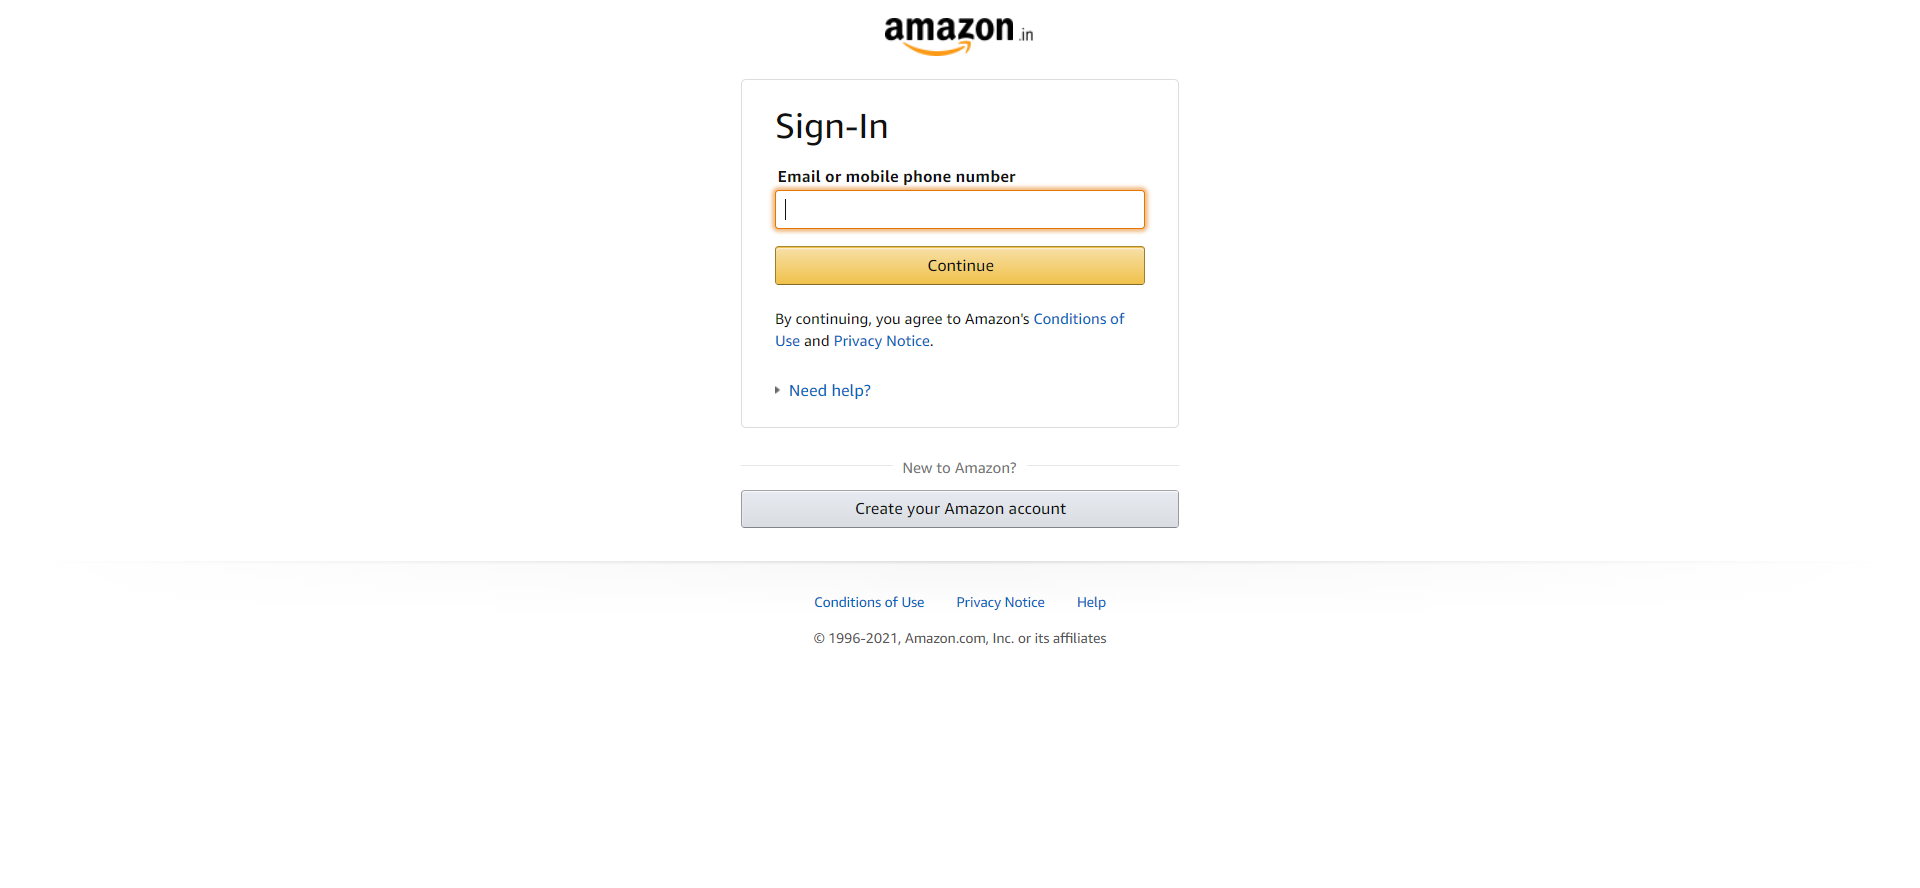 amazon.in
Sign-In
Email or mobile phone number
Continue
By continuing, you agree to Amazon's Conditions of
Use and Privacy Notice.
Need help?
New to Amazon?
Create your Amazon account
Conditions of Use Privacy Notice Help
© 1996-2021, Amazon.com, Inc. or its affiliates